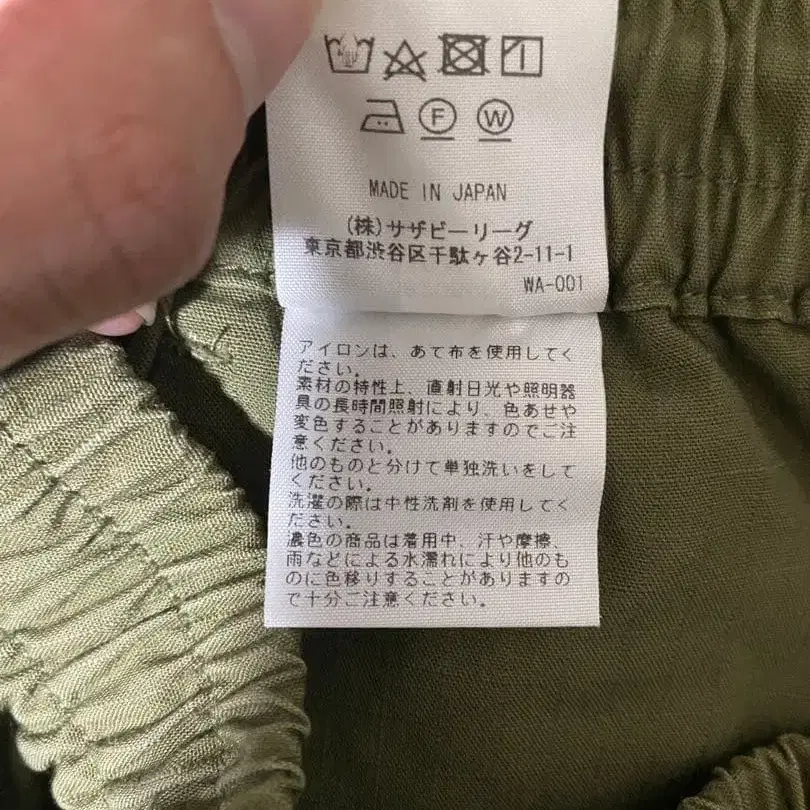 F W
MADE IN JAPAN
(株)サザビーリーグ
東京都渋谷区千駄ヶ谷2-11-1
WA-001
アイロンは、あて布を使用してく
ださい。
素材の特性上、直射日光や照明器
具の長時間照射により、色あせや
変色することがありますのでご注
意ください。
他のものと分けて単独洗いをして
ください。
洗濯の際は中性洗剤を使用してく
ださい。
濃色の商品は着用中、汗や摩擦、
雨などによる水濡れにより他のも
のに色移りすることがありますの
で十分ご注意ください。